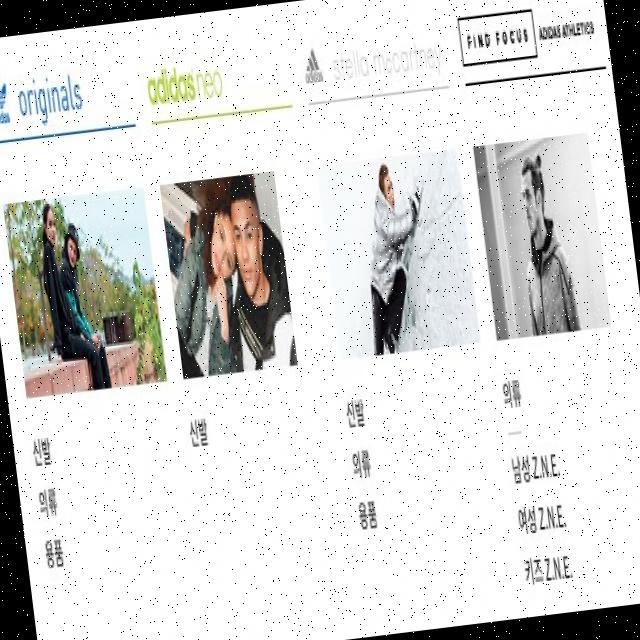 originals
adidas neo
adidas stella mccartney
FIND FOCUS ADIDAS ATHLETICS
신발
의류
용품
신발
신발
의류
용품
의류
남성 Z.N.E.
여성 Z.N.E.
키즈 Z.N.E.